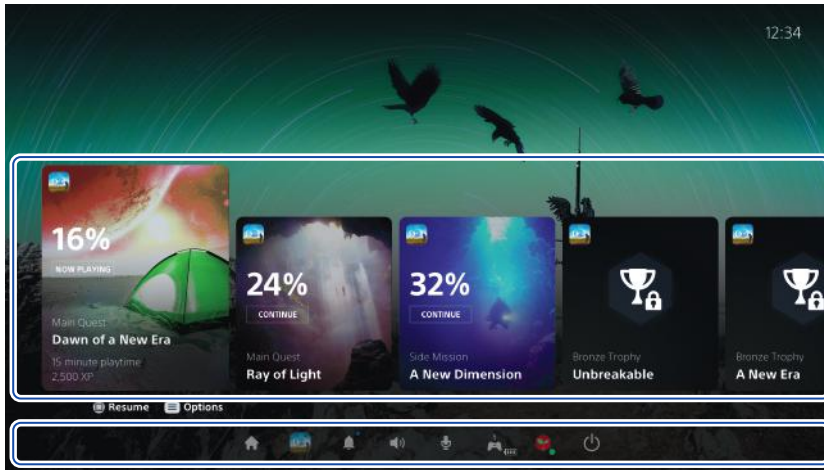 12:34
16%
NOW PLAYING
Main Quest
Dawn of a New Era
15 minute playtime
2,500 XP
24%
CONTINUE
Main Quest
Ray of Light
32%
CONTINUE
Side Mission
A New Dimension
Bronze Trophy
Unbreakable
Bronze Trophy
A New Era
Resume
Options